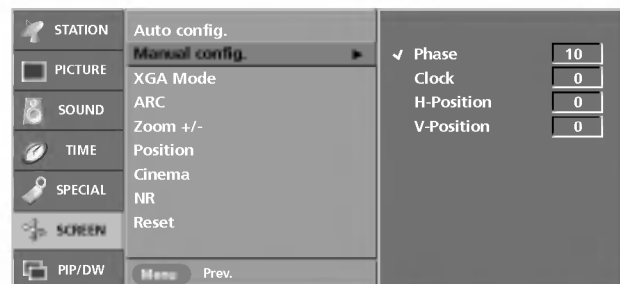 STATION
PICTURE
SOUND
TIME
SPECIAL
SCREEN
PIP/DW
Auto config.
Manual config.
XGA Mode
ARC
Zoom +/-
Position
Cinema
NR
Reset
Menu Prev.
Phase 10
Clock 0
H-Position 0
V-Position 0